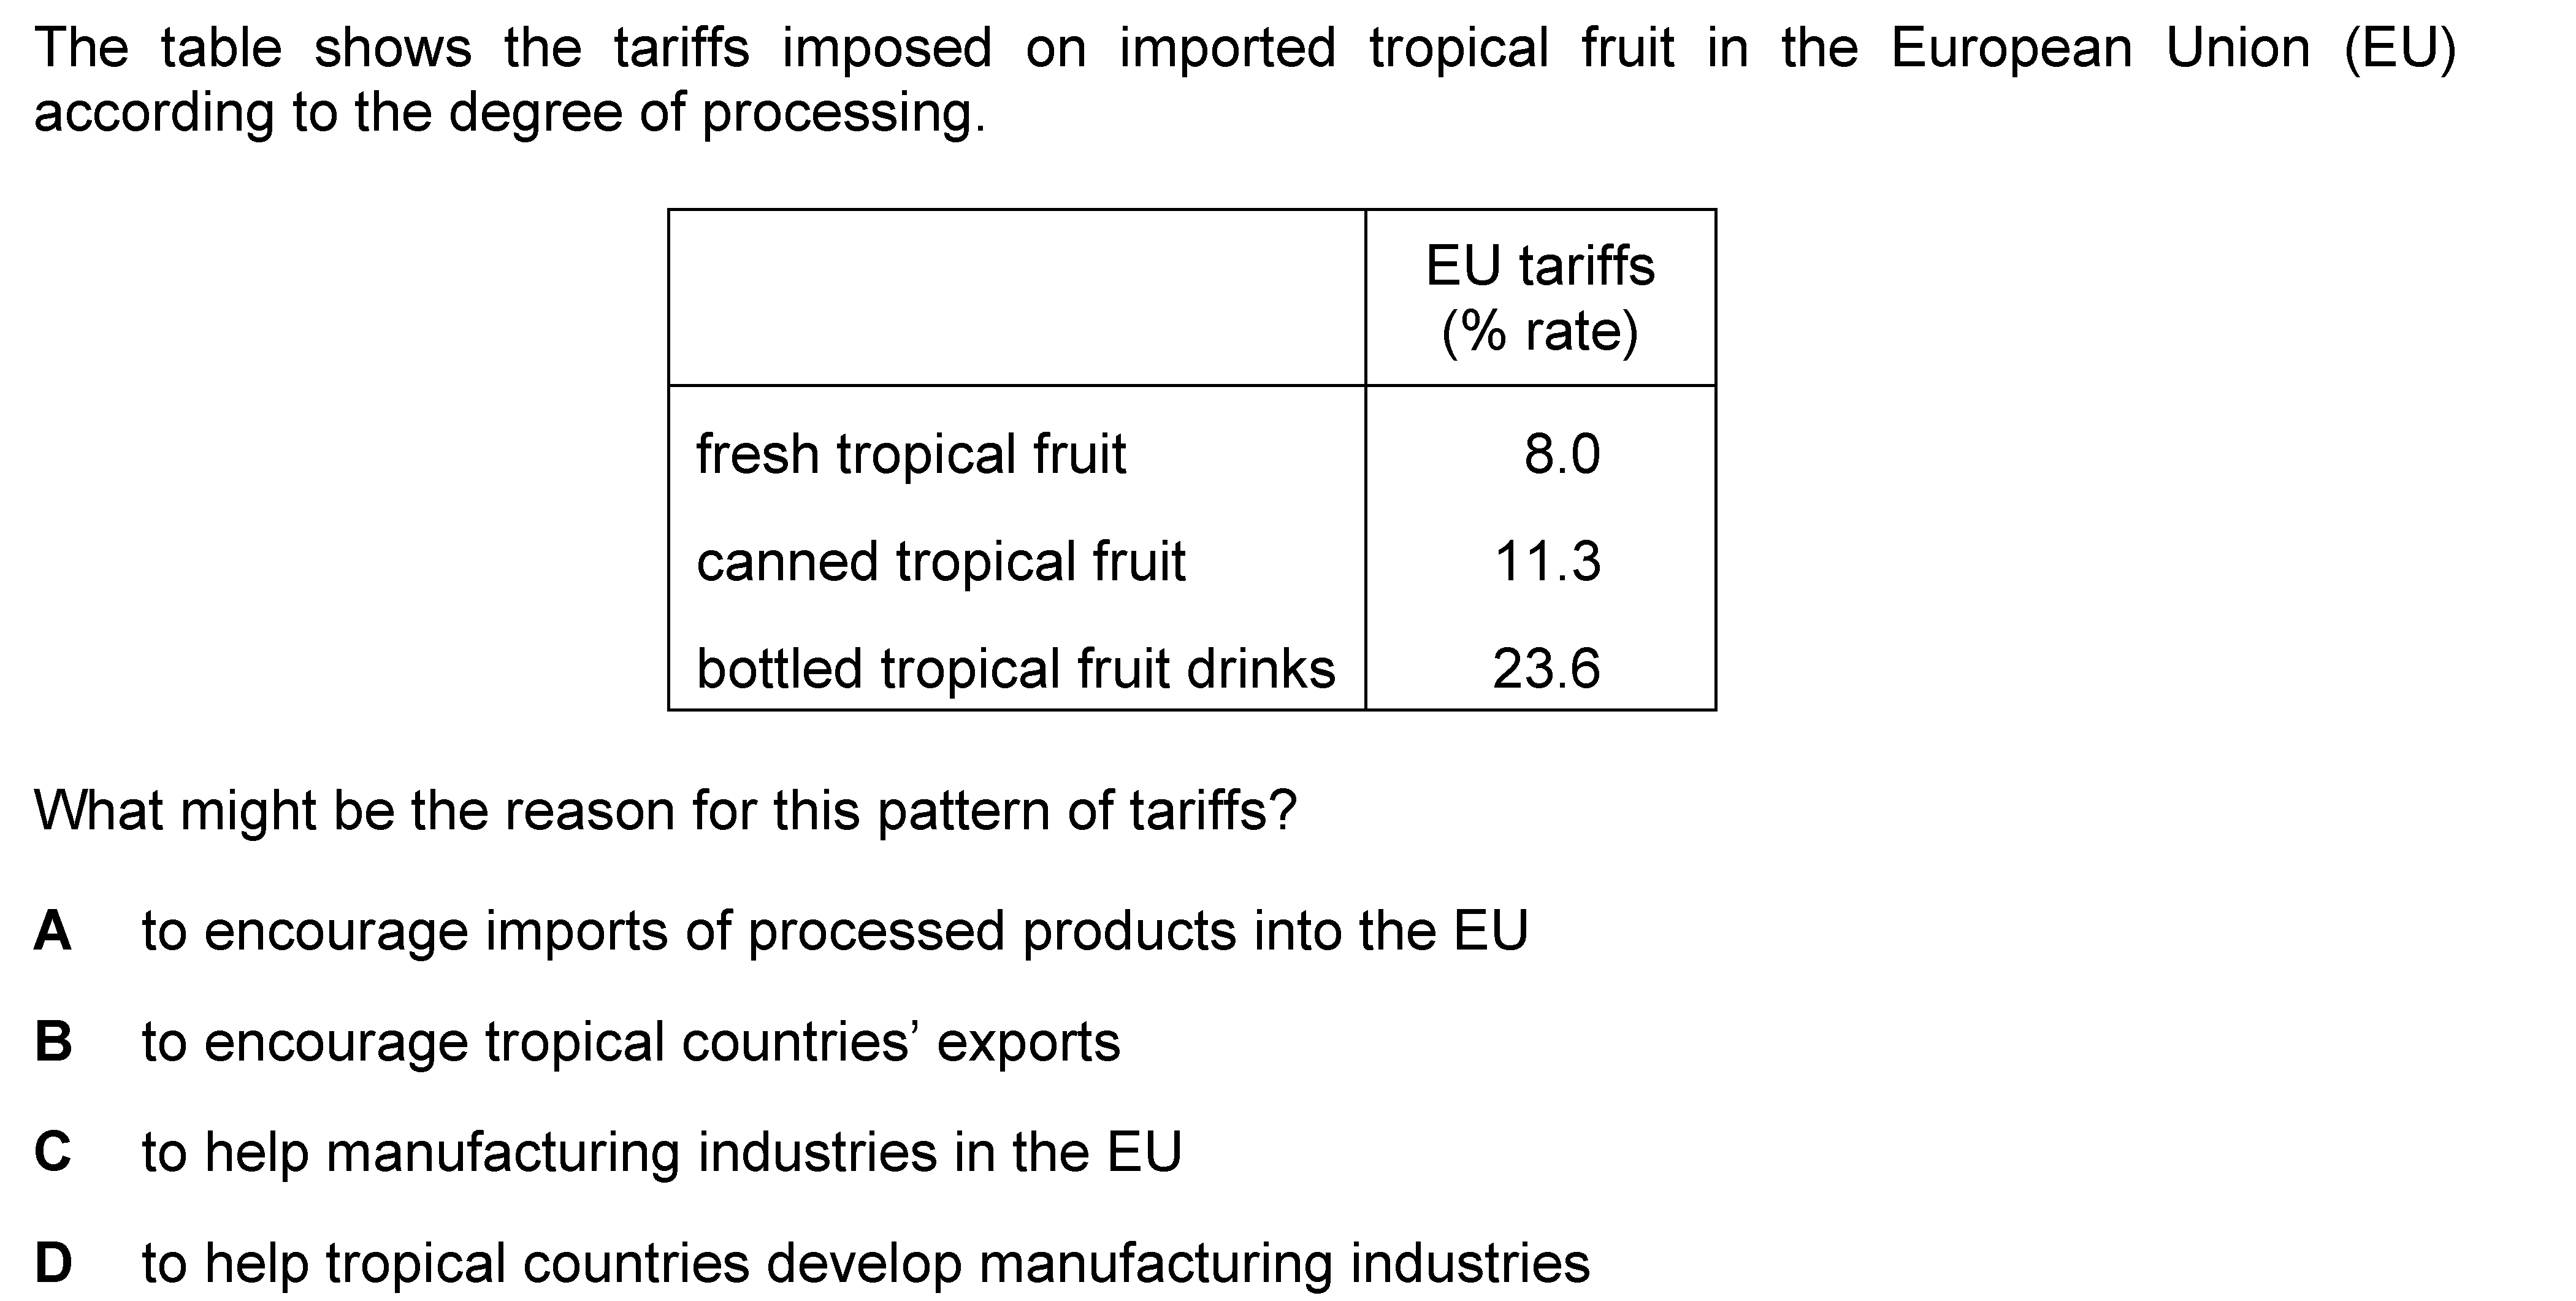 The table shows the tariffs imposed on imported tropical fruit in the European Union (EU)
according to the degree of processing.
EU tariffs
(% rate)
fresh tropical fruit 8.0
canned tropical fruit 11.3
bottled tropical fruit drinks 23.6
What might be the reason for this pattern of tariffs?
A to encourage imports of processed products into the EU
B to encourage tropical countries’ exports
C to help manufacturing industries in the EU
D to help tropical countries develop manufacturing industries